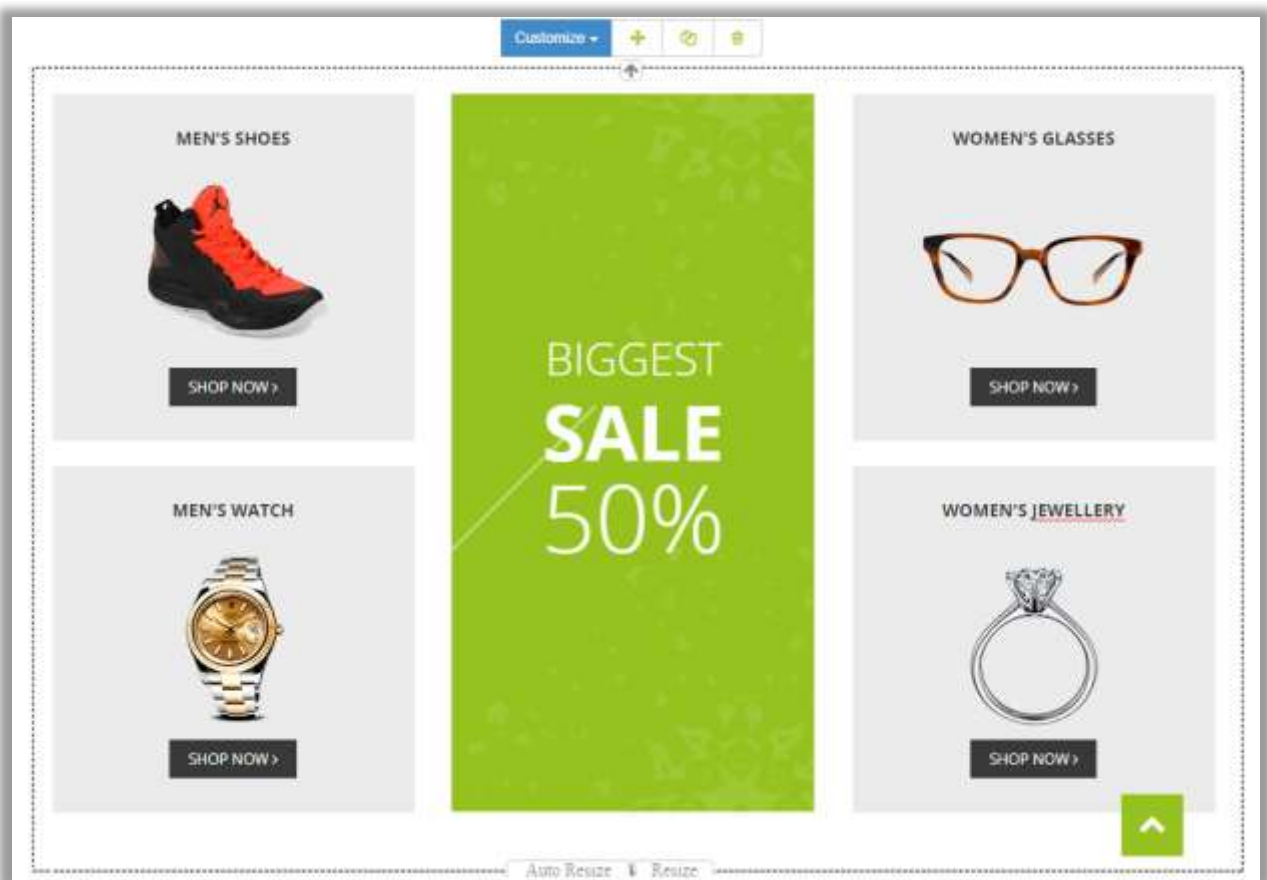 Customize
MEN'S SHOES
SHOP NOW >
MEN'S WATCH
SHOP NOW >
BIGGEST
SALE
50%
WOMEN'S GLASSES
SHOP NOW >
WOMEN'S JEWELLERY
SHOP NOW >
Auto Resize Resize